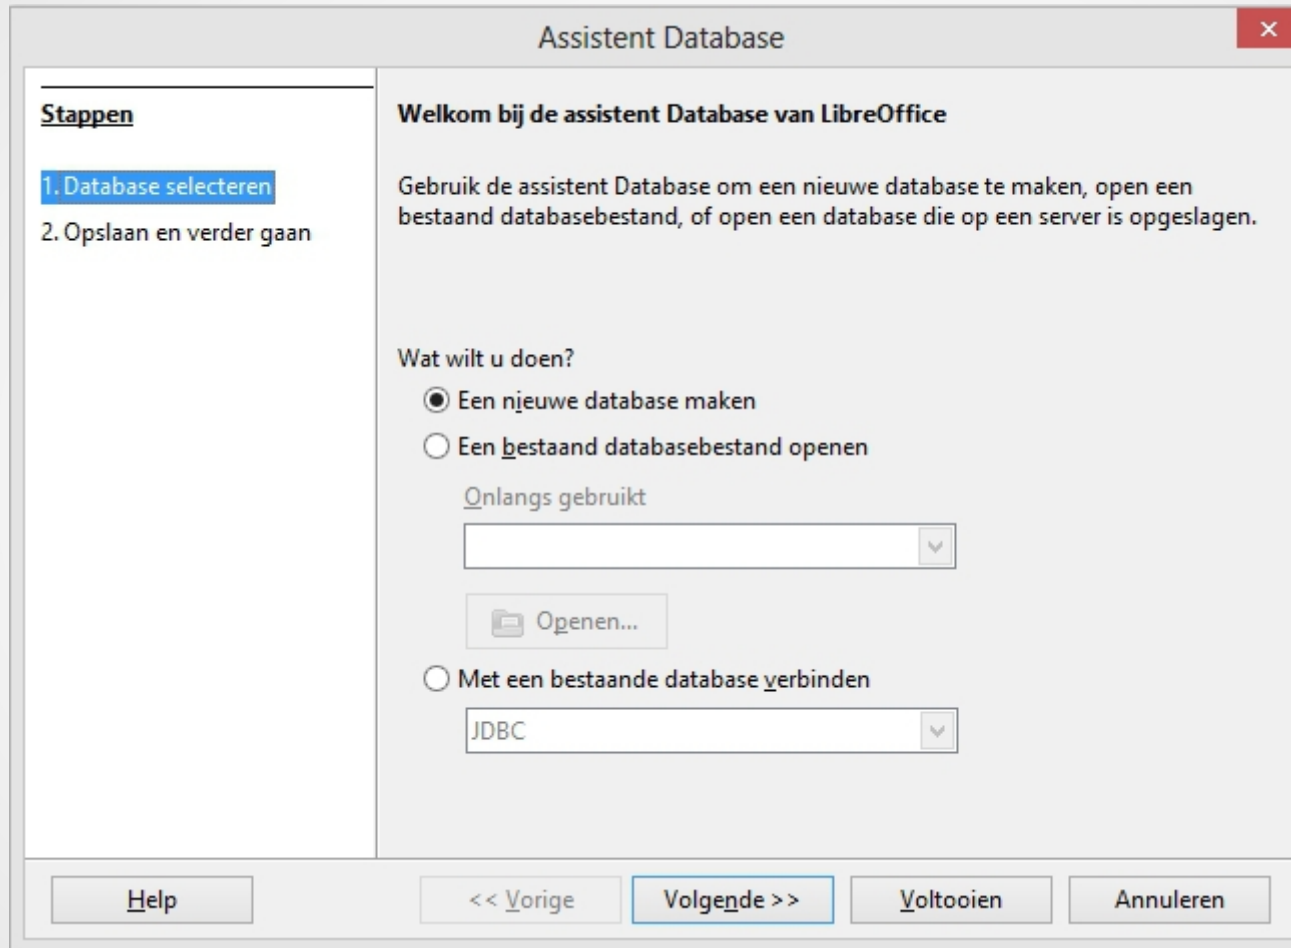 Assistent Database
Stappen
1. Database selecteren
2. Opslaan en verder gaan
Welkom bij de assistent Database van LibreOffice
Gebruik de assistent Database om een nieuwe database te maken, open een
bestaand databasebestand, of open een database die op een server is opgeslagen.
Wat wilt u doen?
Een nieuwe database maken
Een bestaand databasebestand openen
Onlangs gebruikt
Openen...
Met een bestaande database verbinden
JDBC
Help
<< Vorige
Volgende >>
Voltooien
Annuleren